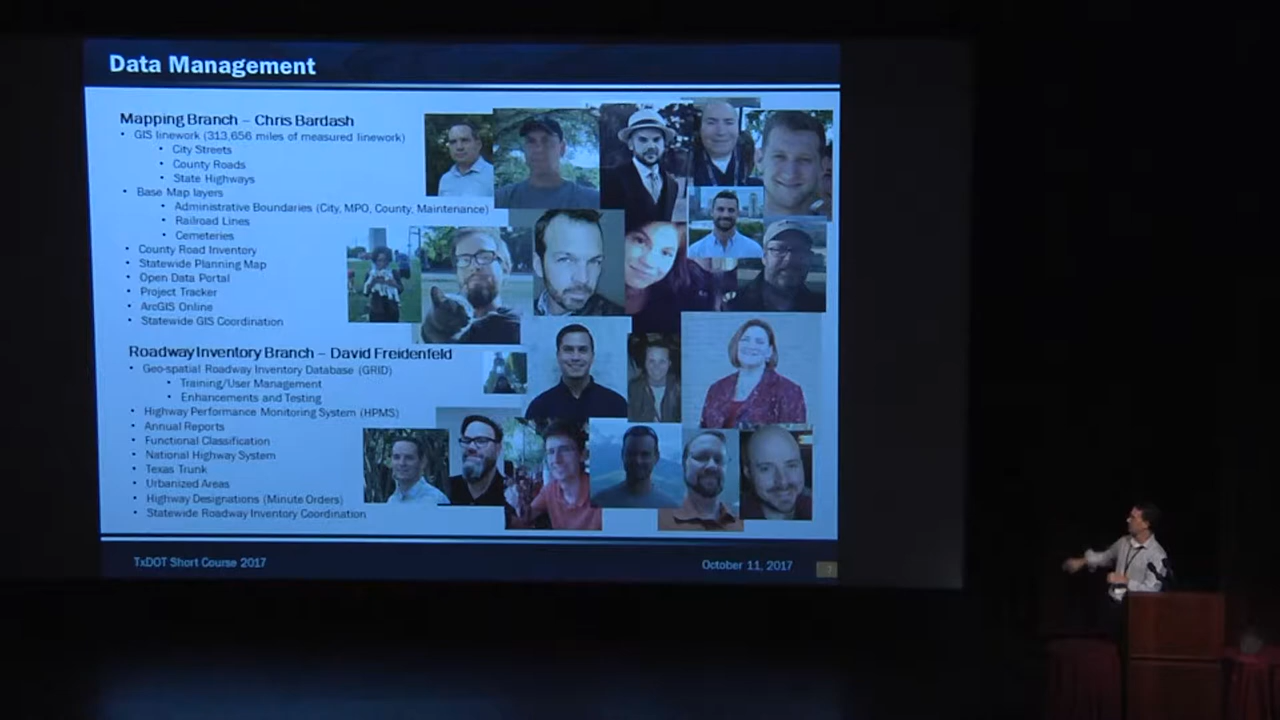 Data Management
Mapping Branch – Chris Bardash
• GIS linework (313,656 miles of measured linework)
• City Streets
• County Roads
• State Highways
• Base Map layers
• Administrative Boundaries (City, MPO, County, Maintenance)
• Railroad Lines
• Cemeteries
• County Road Inventory
• Statewide Planning Map
• Open Data Portal
• Project Tracker
• ArcGIS Online
• Statewide GIS Coordination
Roadway Inventory Branch – David Freidenfeld
• Geo-spatial Roadway Inventory Database (GRID)
• Training/User Management
• Enhancements and Testing
• Highway Performance Monitoring System (HPMS)
• Annual Reports
• Functional Classification
• National Highway System
• Texas Trunk
• Urbanized Areas
• Highway Designations (Minute Orders)
• Statewide Roadway Inventory Coordination
TxDOT Short Course 2017
October 11, 2017
7